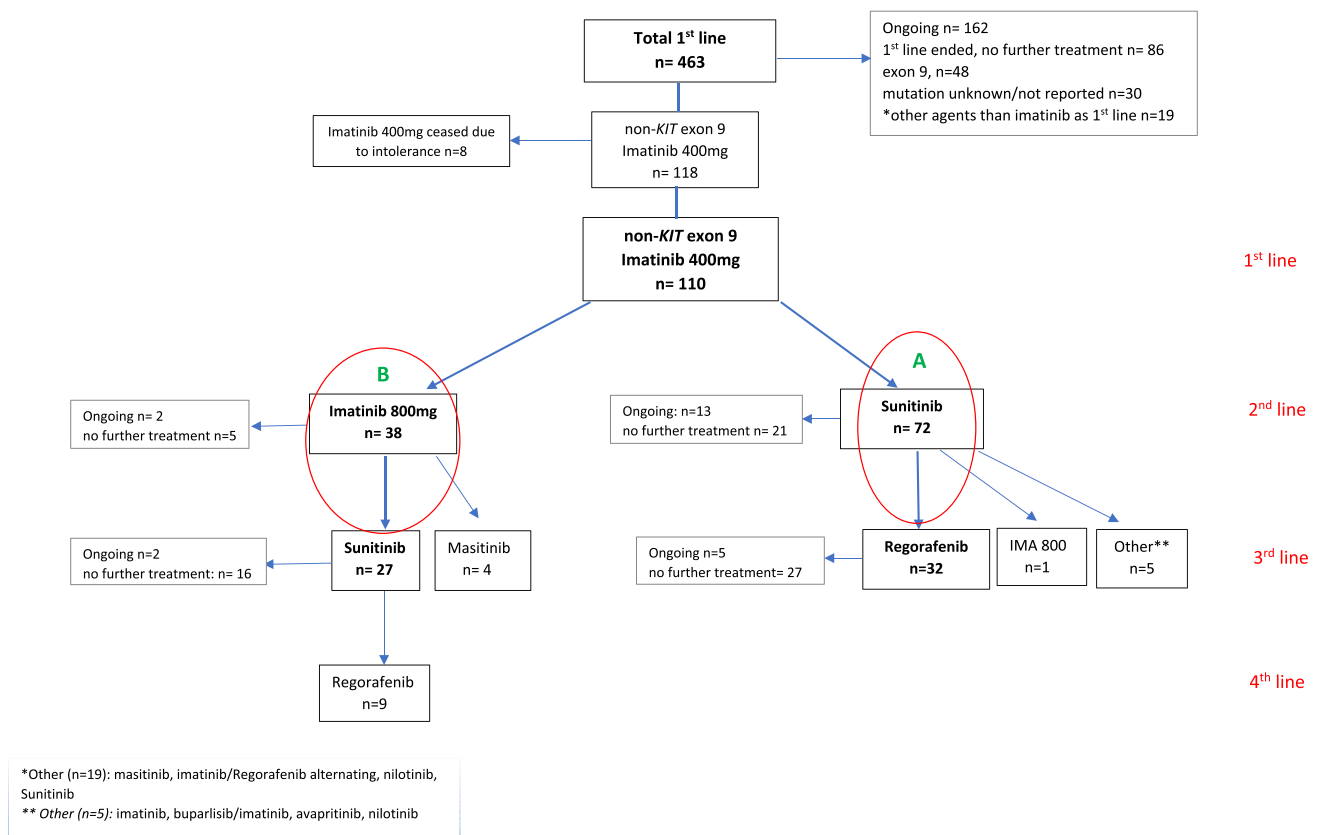 Total 1st line
n= 463
Ongoing n= 162
1st line ended, no further treatment n= 86
exon 9, n=48
mutation unknown/not reported n=30
*other agents than imatinib as 1st line n=19
Imatinib 400mg ceased due
to intolerance n=8
non-KIT exon 9
Imatinib 400mg
n= 118
non-KIT exon 9
Imatinib 400mg
n= 110
1st line
B
A
Ongoing n= 2
no further treatment n=5
Imatinib 800mg
n= 38
Ongoing: n=13
no further treatment n= 21
Sunitinib
n= 72
2nd line
Ongoing n=2
no further treatment: n= 16
Sunitinib
n= 27
Masitinib
n= 4
Ongoing n=5
no further treatment= 27
Regorafenib
n=32
IMA 800
n=1
Other**
n=5
3rd line
Regorafenib
n=9
4th line
*Other (n=19): masitinib, imatinib/Regorafenib alternating, nilotinib,
Sunitinib
** Other (n=5): imatinib, buparlisib/imatinib, avapritinib, nilotinib